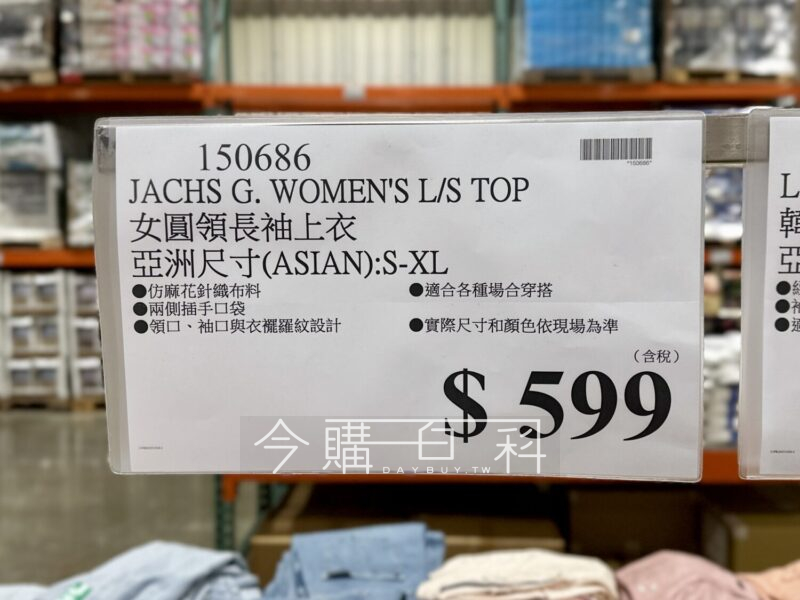 150686
*150686*
JACHS G. WOMEN'S L/S TOP
女圓領長袖上衣
亞洲尺寸(ASIAN):S-XL
●仿麻花針織布料
●適合各種場合穿搭
●兩側插手口袋
●領口、袖口與衣襬羅紋設計
●實際尺寸和顏色依現場為準
(含稅)
$ 599
今購百科
DAYBUY.TW
L
韓
亞